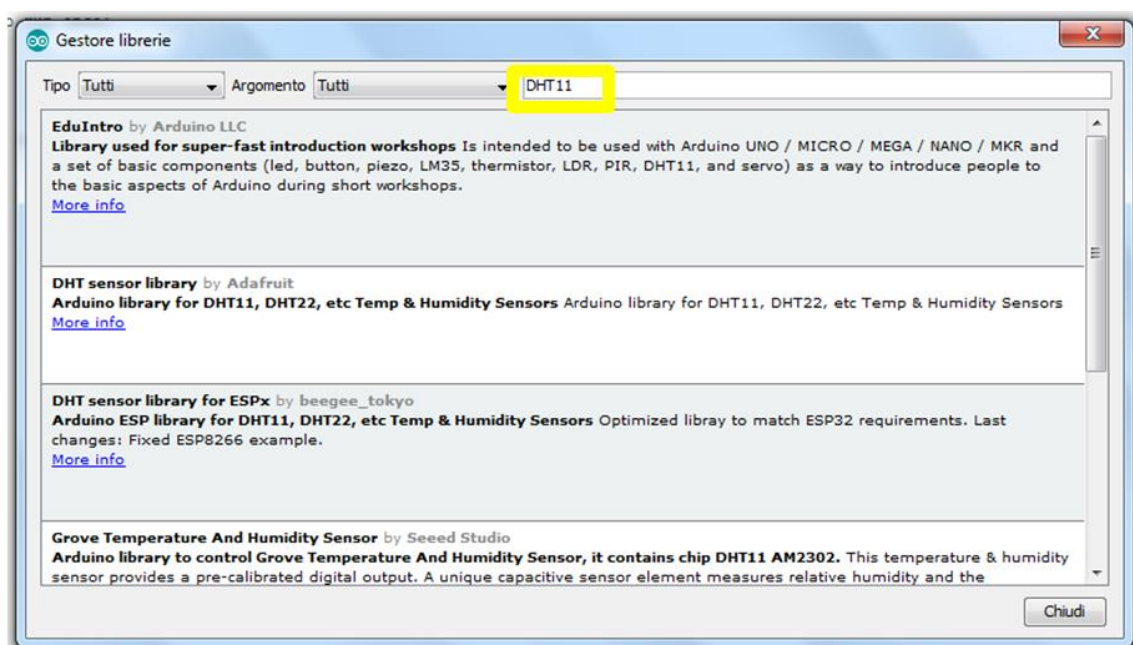 Gestore librerie
Tipo Tutti Argomento Tutti DHT11
EduIntro by Arduino LLC
Library used for super-fast introduction workshops Is intended to be used with Arduino UNO / MICRO / MEGA / NANO / MKR and
a set of basic components (led, button, piezo, LM35, thermistor, LDR, PIR, DHT11, and servo) as a way to introduce people to
the basic aspects of Arduino during short workshops.
More info
DHT sensor library by Adafruit
Arduino library for DHT11, DHT22, etc Temp & Humidity Sensors Arduino library for DHT11, DHT22, etc Temp & Humidity Sensors
More info
DHT sensor library for ESPx by beegee_tokyo
Arduino ESP library for DHT11, DHT22, etc Temp & Humidity Sensors Optimized libray to match ESP32 requirements. Last
changes: Fixed ESP8266 example.
More info
Grove Temperature And Humidity Sensor by Seeed Studio
Arduino library to control Grove Temperature And Humidity Sensor, it contains chip DHT11 AM2302. This temperature & humidity
sensor provides a pre-calibrated digital output. A unique capacitive sensor element measures relative humidity and the
Chiudi